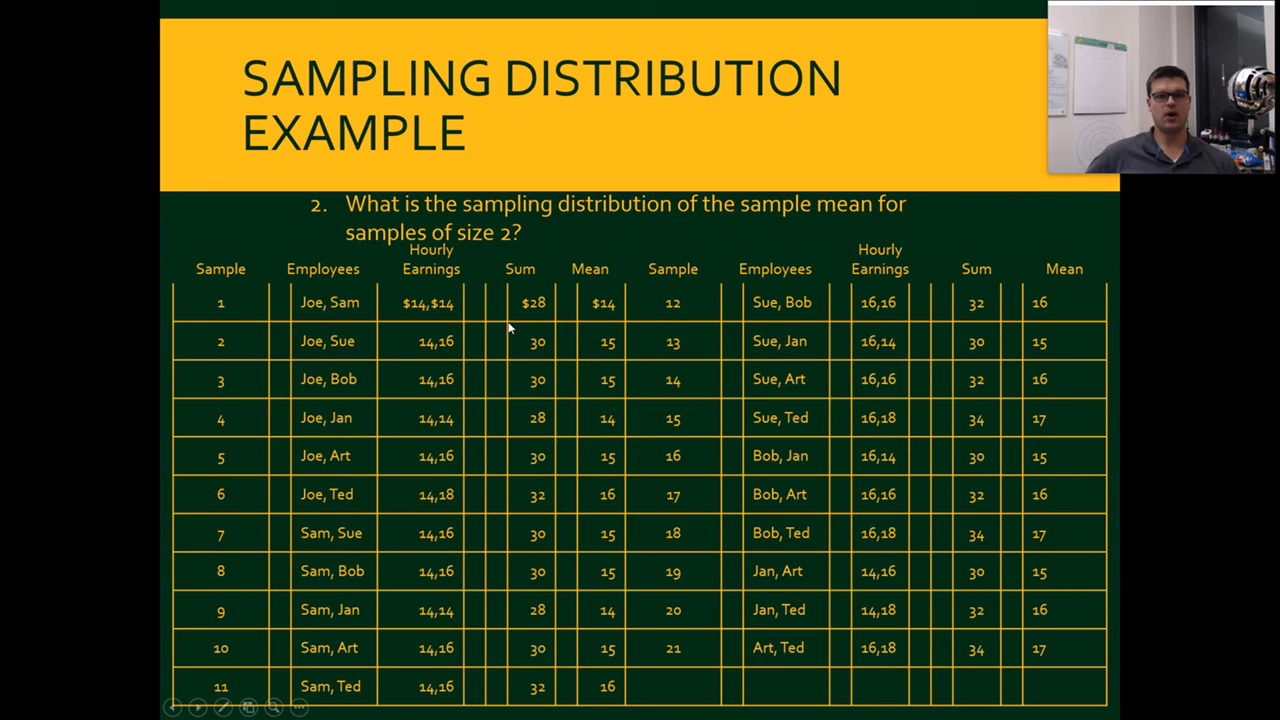 SAMPLING DISTRIBUTION
EXAMPLE
2. What is the sampling distribution of the sample mean for
samples of size 2?
Sample Employees Hourly Earnings Sum Mean Sample Employees Hourly Earnings Sum Mean
1 Joe, Sam $14,$14 $28 $14 12 Sue, Bob 16,16 32 16
2 Joe, Sue 14,16 30 15 13 Sue, Jan 16,14 30 15
3 Joe, Bob 14,16 30 15 14 Sue, Art 16,16 32 16
4 Joe, Jan 14,14 28 14 15 Sue, Ted 16,18 34 17
5 Joe, Art 14,16 30 15 16 Bob, Jan 16,14 30 15
6 Joe, Ted 14,18 32 16 17 Bob, Art 16,16 32 16
7 Sam, Sue 14,16 30 15 18 Bob, Ted 16,18 34 17
8 Sam, Bob 14,16 30 15 19 Jan, Art 14,16 30 15
9 Sam, Jan 14,14 28 14 20 Jan, Ted 14,18 32 16
10 Sam, Art 14,16 30 15 21 Art, Ted 16,18 34 17
11 Sam, Ted 14,16 32 16